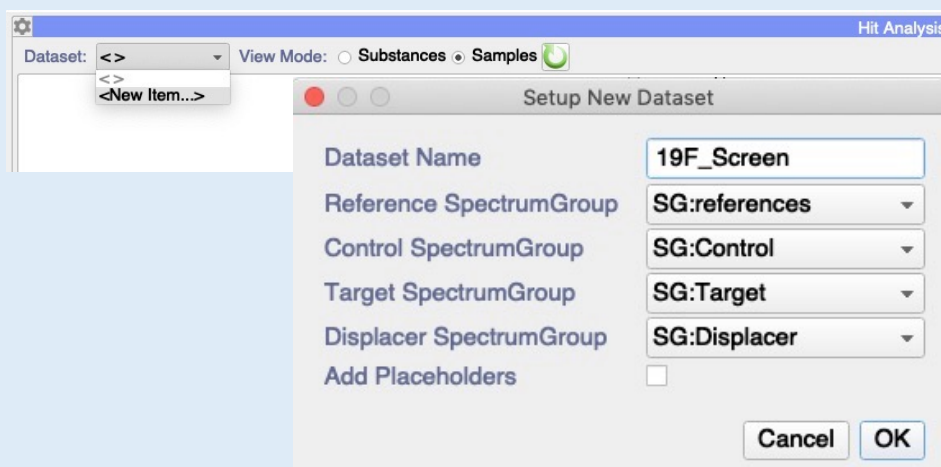 Hit Analysis
Dataset: <> View Mode: Substances Samples
<>
<New Item...>
Setup New Dataset
Dataset Name 19F_Screen
Reference SpectrumGroup SG:references
Control SpectrumGroup SG:Control
Target SpectrumGroup SG:Target
Displacer SpectrumGroup SG:Displacer
Add Placeholders
Cancel OK